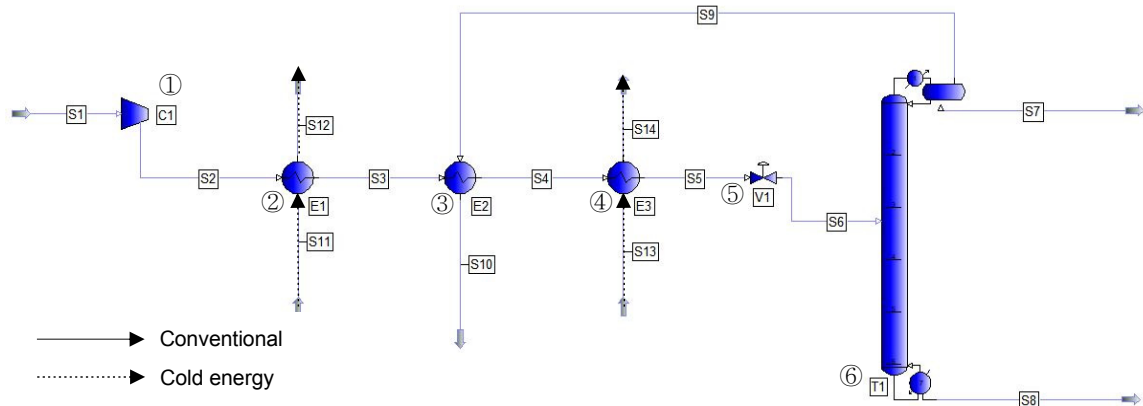 S9
①
S1
C1
S12
S14
S7
S2
S3
S4
S5
②
E1
③
E2
④
E3
⑤
V1
S6
S11
S10
S13
Conventional
Cold energy
⑥
T1
S8